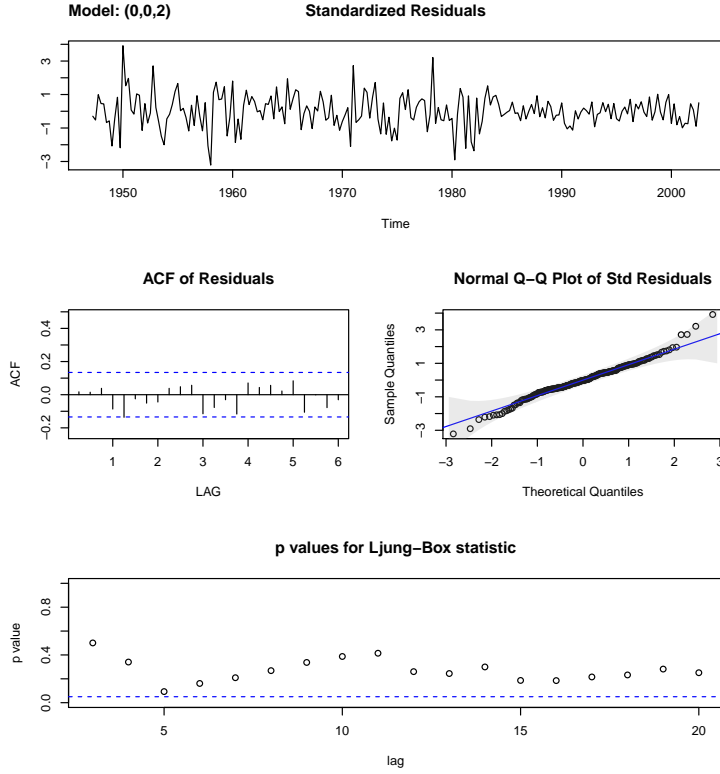 Model: (0,0,2) Standardized Residuals
3
1
−1
−3
1950 1960 1970 1980 1990 2000
Time
ACF of Residuals
ACF
0.4
0.2
0.0
−0.2
1 2 3 4 5 6
LAG
Normal Q−Q Plot of Std Residuals
Sample Quantiles
3
1
−1
−3
−3 −2 −1 0 1 2 3
Theoretical Quantiles
p values for Ljung−Box statistic
p value
0.8
0.4
0.0
5 10 15 20
lag